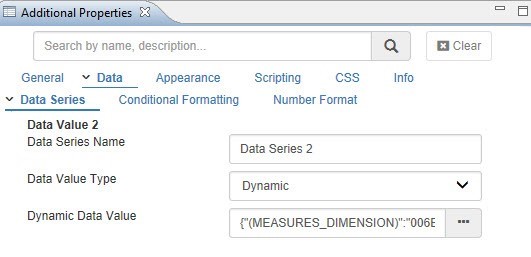 Additional Properties
Search by name, description...
Clear
General Data Appearance Scripting CSS Info
Data Series Conditional Formatting Number Format
Data Value 2
Data Series Name Data Series 2
Data Value Type Dynamic
Dynamic Data Value {"(MEASURES_DIMENSION)":"006E ...